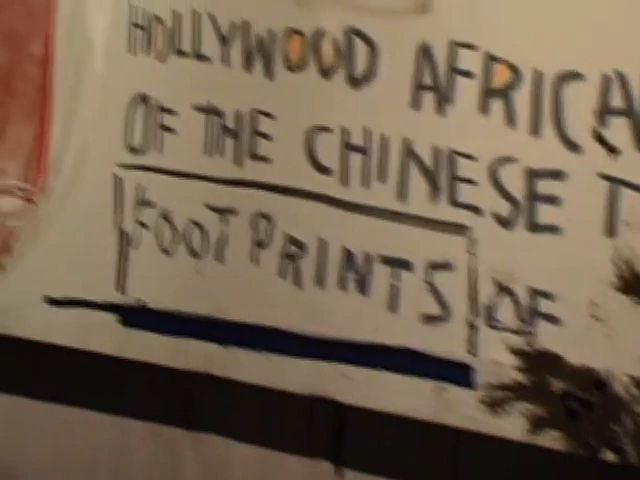 HOLLYWOOD AFRICA
OF THE CHINESE T
FOOTPRINTS OF